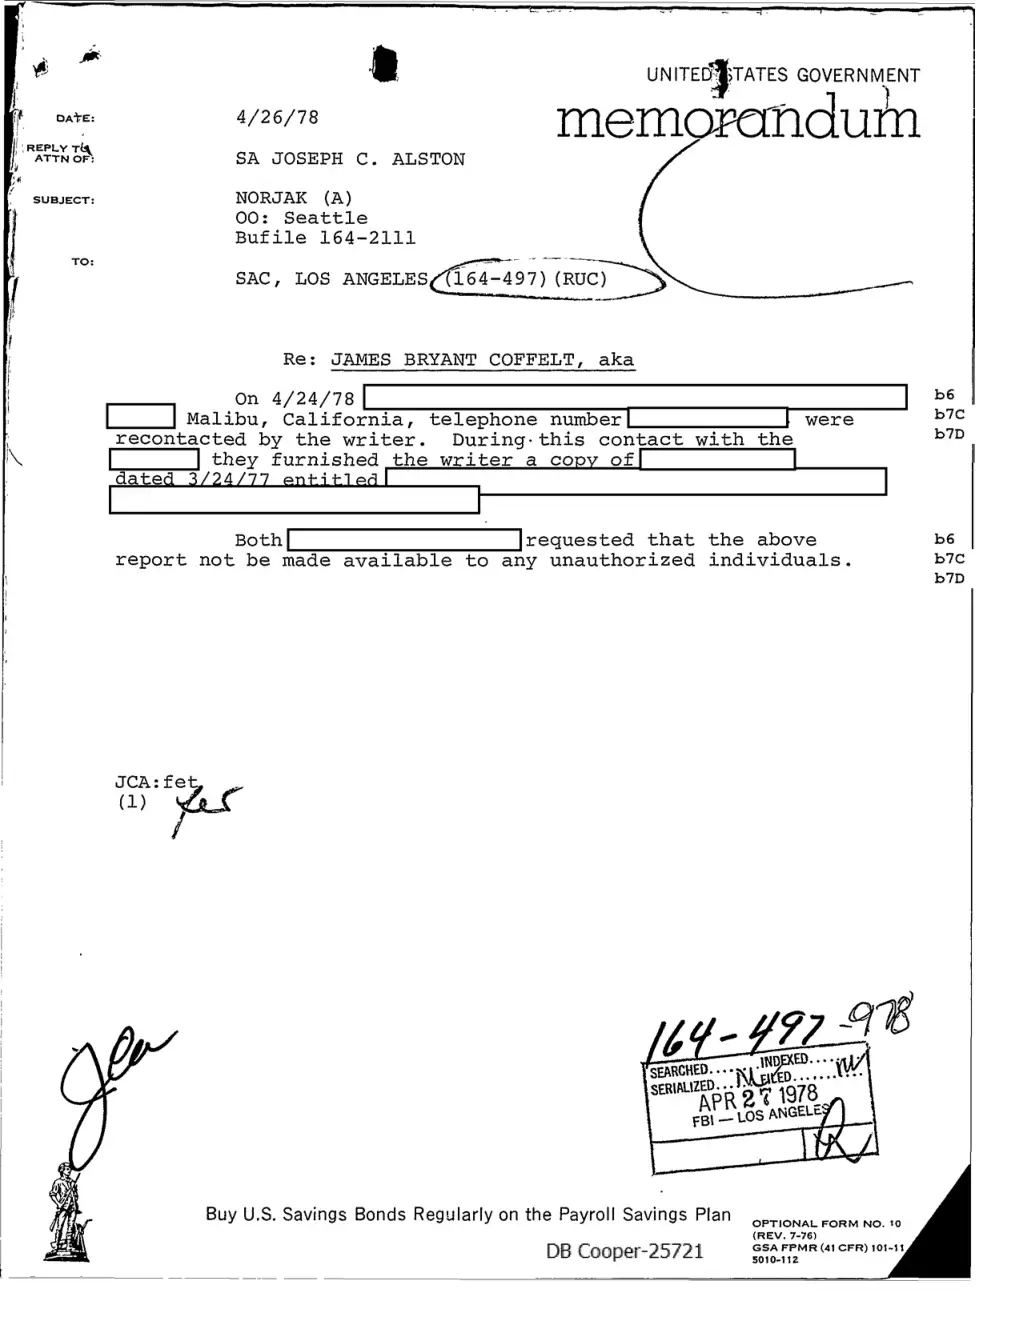 UNITED STATES GOVERNMENT
memorandum
DATE: 4/26/78
REPLY TO
ATTN OF: SA JOSEPH C. ALSTON
SUBJECT: NORJAK (A)
OO: Seattle
Bufile 164-2111
TO: SAC, LOS ANGELES (164-497) (RUC)
Re: JAMES BRYANT COFFELT, aka
On 4/24/78 b6
Malibu, California, telephone number were b7C
recontacted by the writer. During this contact with the b7D
they furnished the writer a copy of
dated 3/24/77 entitled
Both requested that the above b6
report not be made available to any unauthorized individuals. b7C
b7D
JCA:fet
(1)
164-497-978
SEARCHED.... INDEXED....
SERIALIZED... FILED.......
APR 27 1978
FBI — LOS ANGELES
Buy U.S. Savings Bonds Regularly on the Payroll Savings Plan
OPTIONAL FORM NO. 10
(REV. 7-76)
GSA FPMR (41 CFR) 101-11
5010-112
DB Cooper-25721